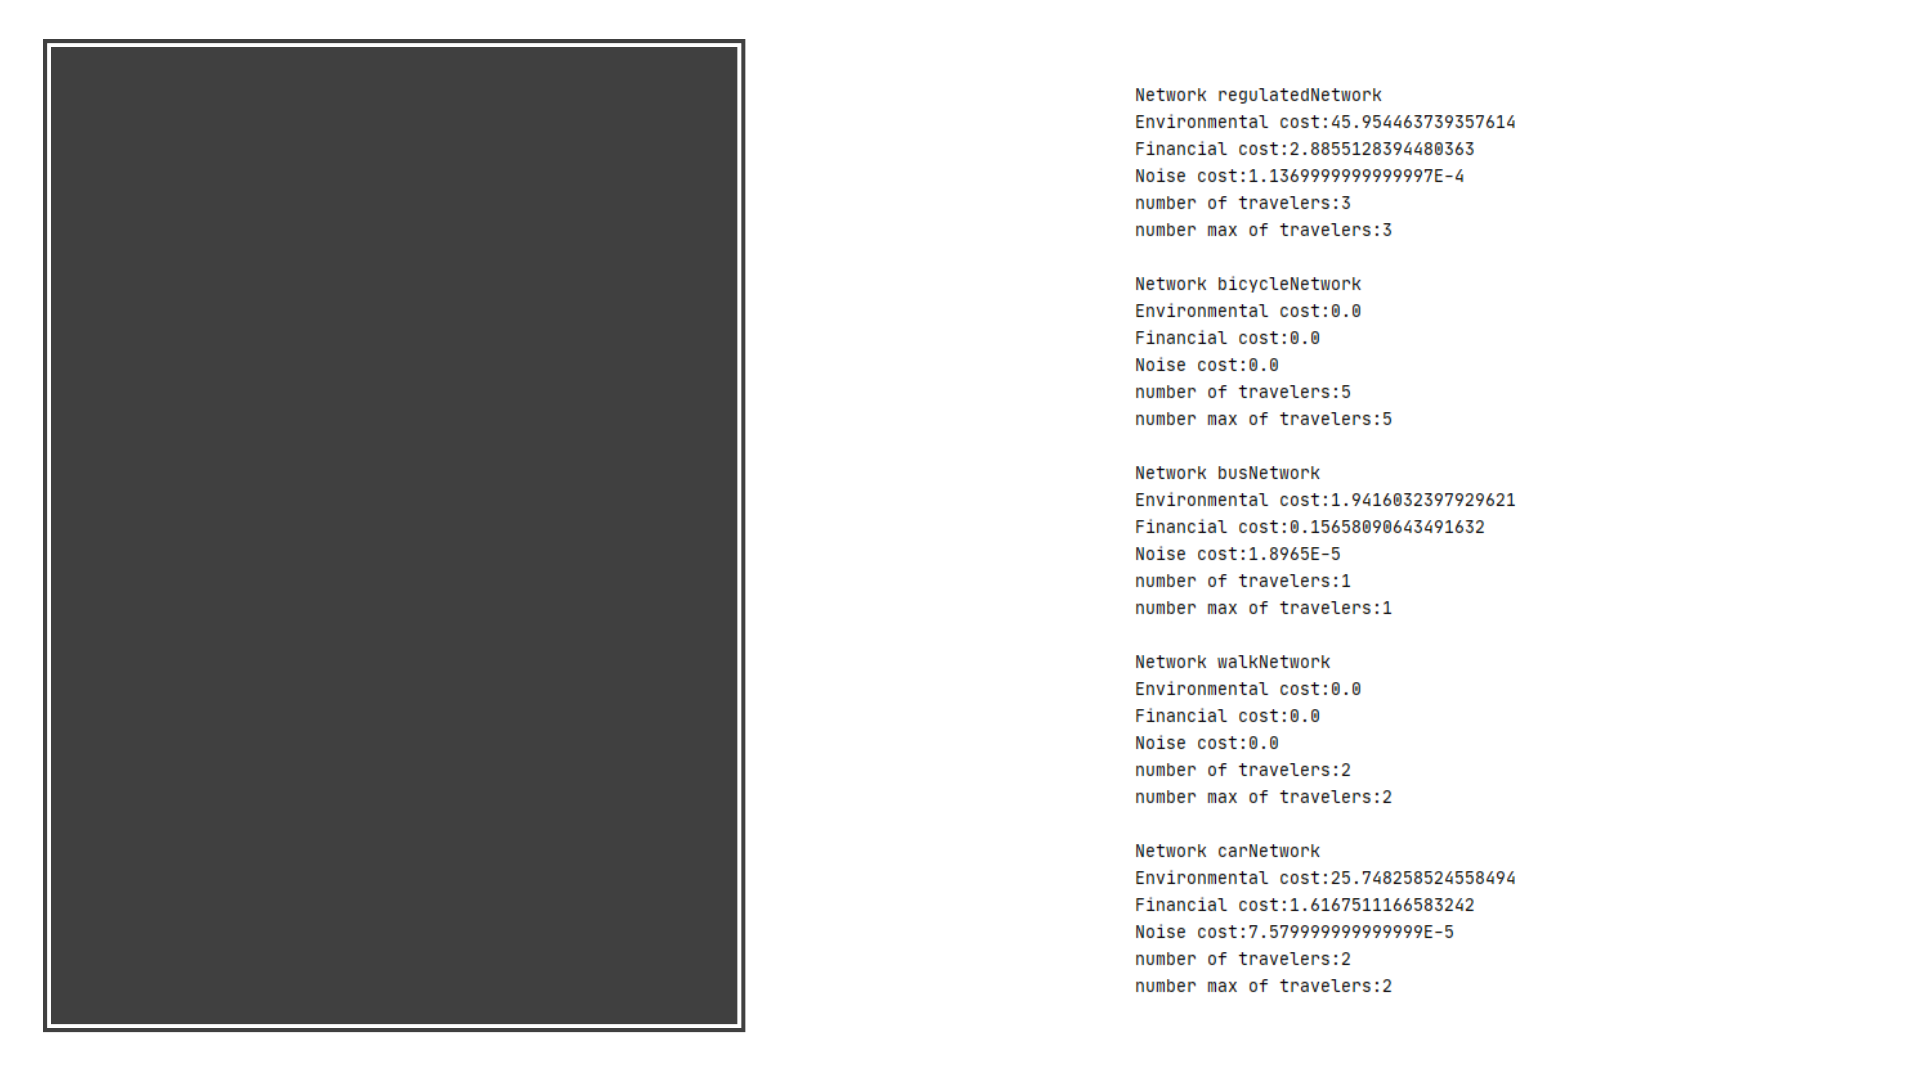 Network regulatedNetwork
Environmental cost:45.954463739357614
Financial cost:2.8855128394480363
Noise cost:1.1369999999999997E-4
number of travelers:3
number max of travelers:3
Network bicycleNetwork
Environmental cost:0.0
Financial cost:0.0
Noise cost:0.0
number of travelers:5
number max of travelers:5
Network busNetwork
Environmental cost:1.9416032397929621
Financial cost:0.15658090643491632
Noise cost:1.8965E-5
number of travelers:1
number max of travelers:1
Network walkNetwork
Environmental cost:0.0
Financial cost:0.0
Noise cost:0.0
number of travelers:2
number max of travelers:2
Network carNetwork
Environmental cost:25.748258524558494
Financial cost:1.6167511166583242
Noise cost:7.579999999999999E-5
number of travelers:2
number max of travelers:2